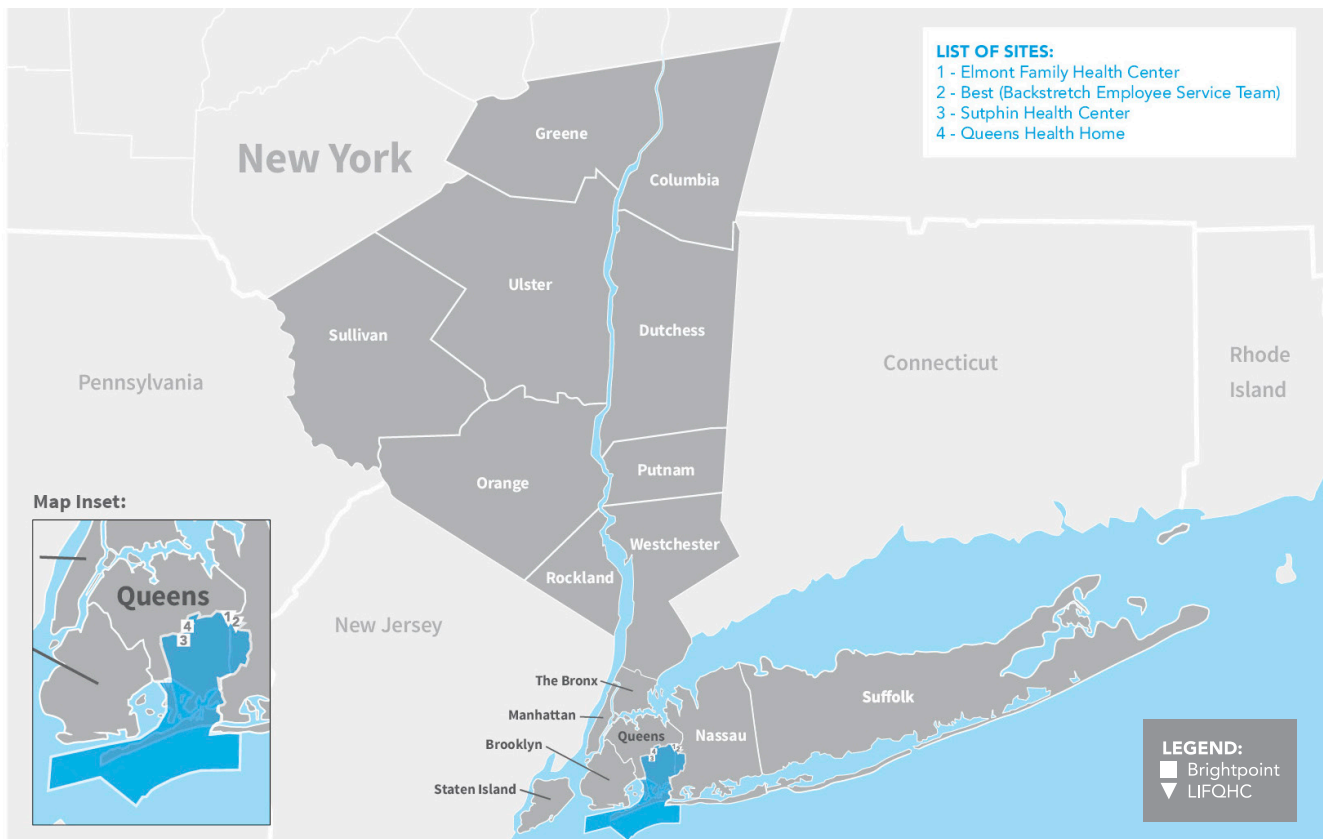 LIST OF SITES:
1 - Elmont Family Health Center
2 - Best (Backstretch Employee Service Team)
3 - Sutphin Health Center
4 - Queens Health Home
New York
Greene
Columbia
Ulster
Sullivan
Dutchess
Pennsylvania
Connecticut
Rhode
Island
Orange
Putnam
Westchester
Rockland
New Jersey
The Bronx
Manhattan
Queens
Nassau
Suffolk
Brooklyn
Staten Island
4
3
1
2
Map Inset:
Queens
1
2
4
3
LEGEND:
Brightpoint
LIFQHC